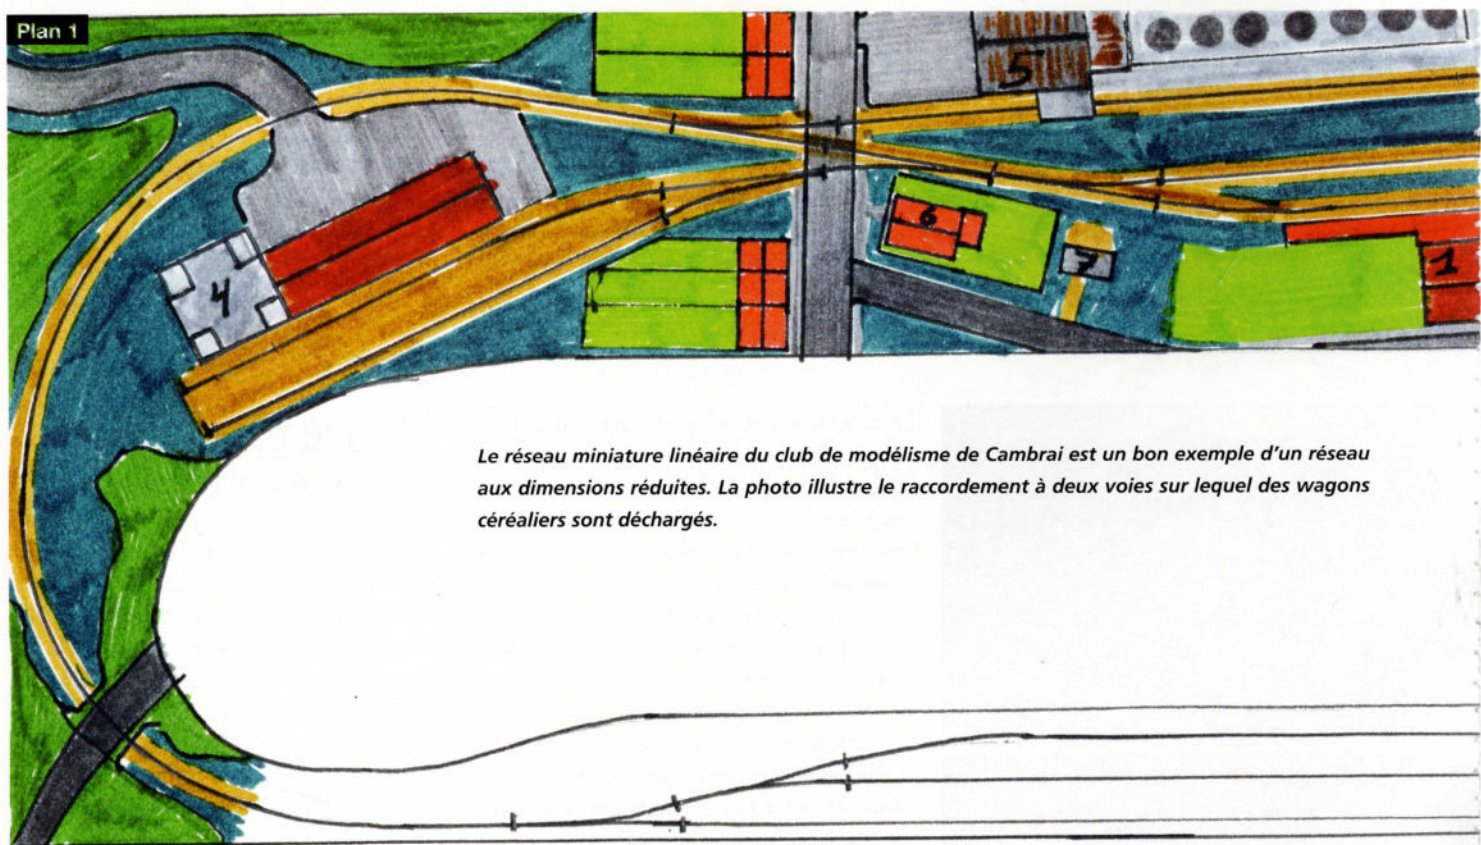 Plan 1
5
6
7
1
4
Le réseau miniature linéaire du club de modélisme de Cambrai est un bon exemple d'un réseau
aux dimensions réduites. La photo illustre le raccordement à deux voies sur lequel des wagons
céréaliers sont déchargés.